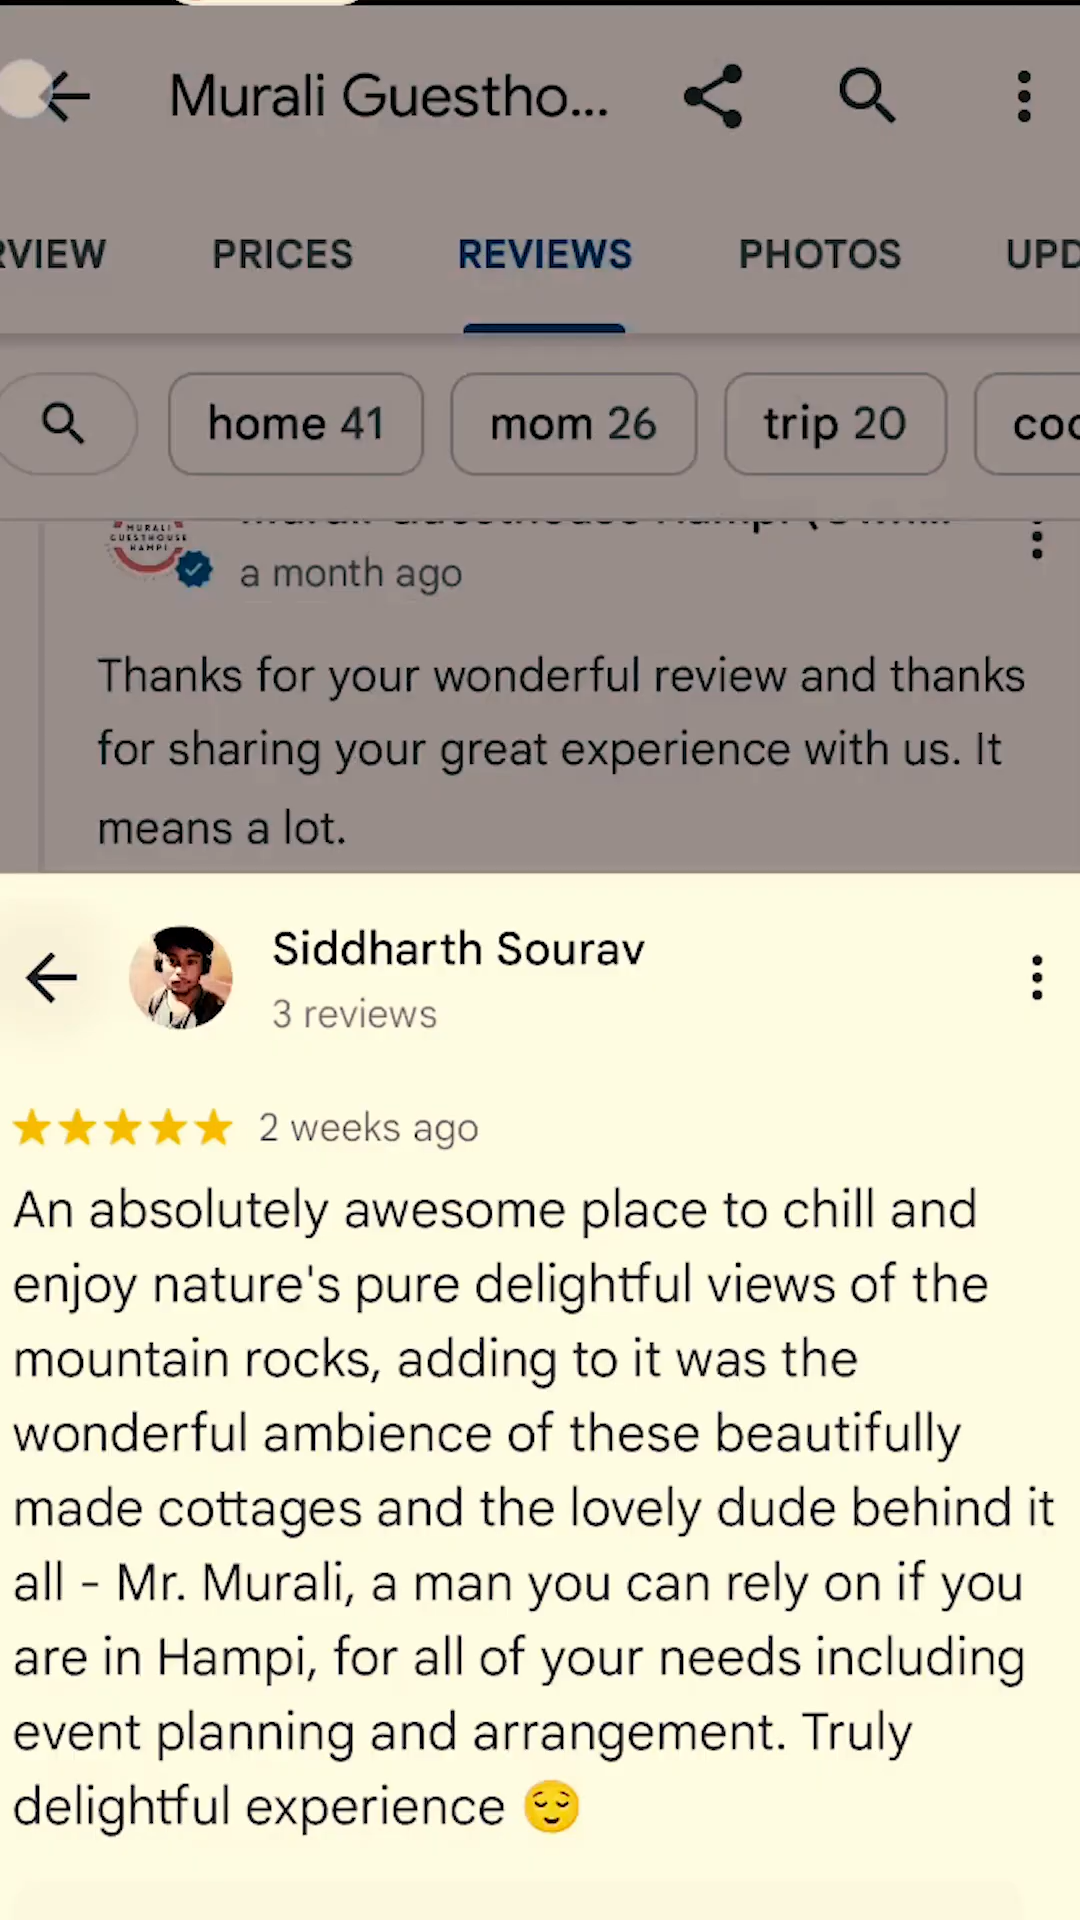 Murali Guestho...
RVIEW PRICES REVIEWS PHOTOS UPD
home 41 mom 26 trip 20 coo
MURALI
GUESTHOUSE
HAMPI
a month ago
Thanks for your wonderful review and thanks
for sharing your great experience with us. It
means a lot.
Siddharth Sourav
3 reviews
2 weeks ago
An absolutely awesome place to chill and
enjoy nature's pure delightful views of the
mountain rocks, adding to it was the
wonderful ambience of these beautifully
made cottages and the lovely dude behind it
all - Mr. Murali, a man you can rely on if you
are in Hampi, for all of your needs including
event planning and arrangement. Truly
delightful experience 😌